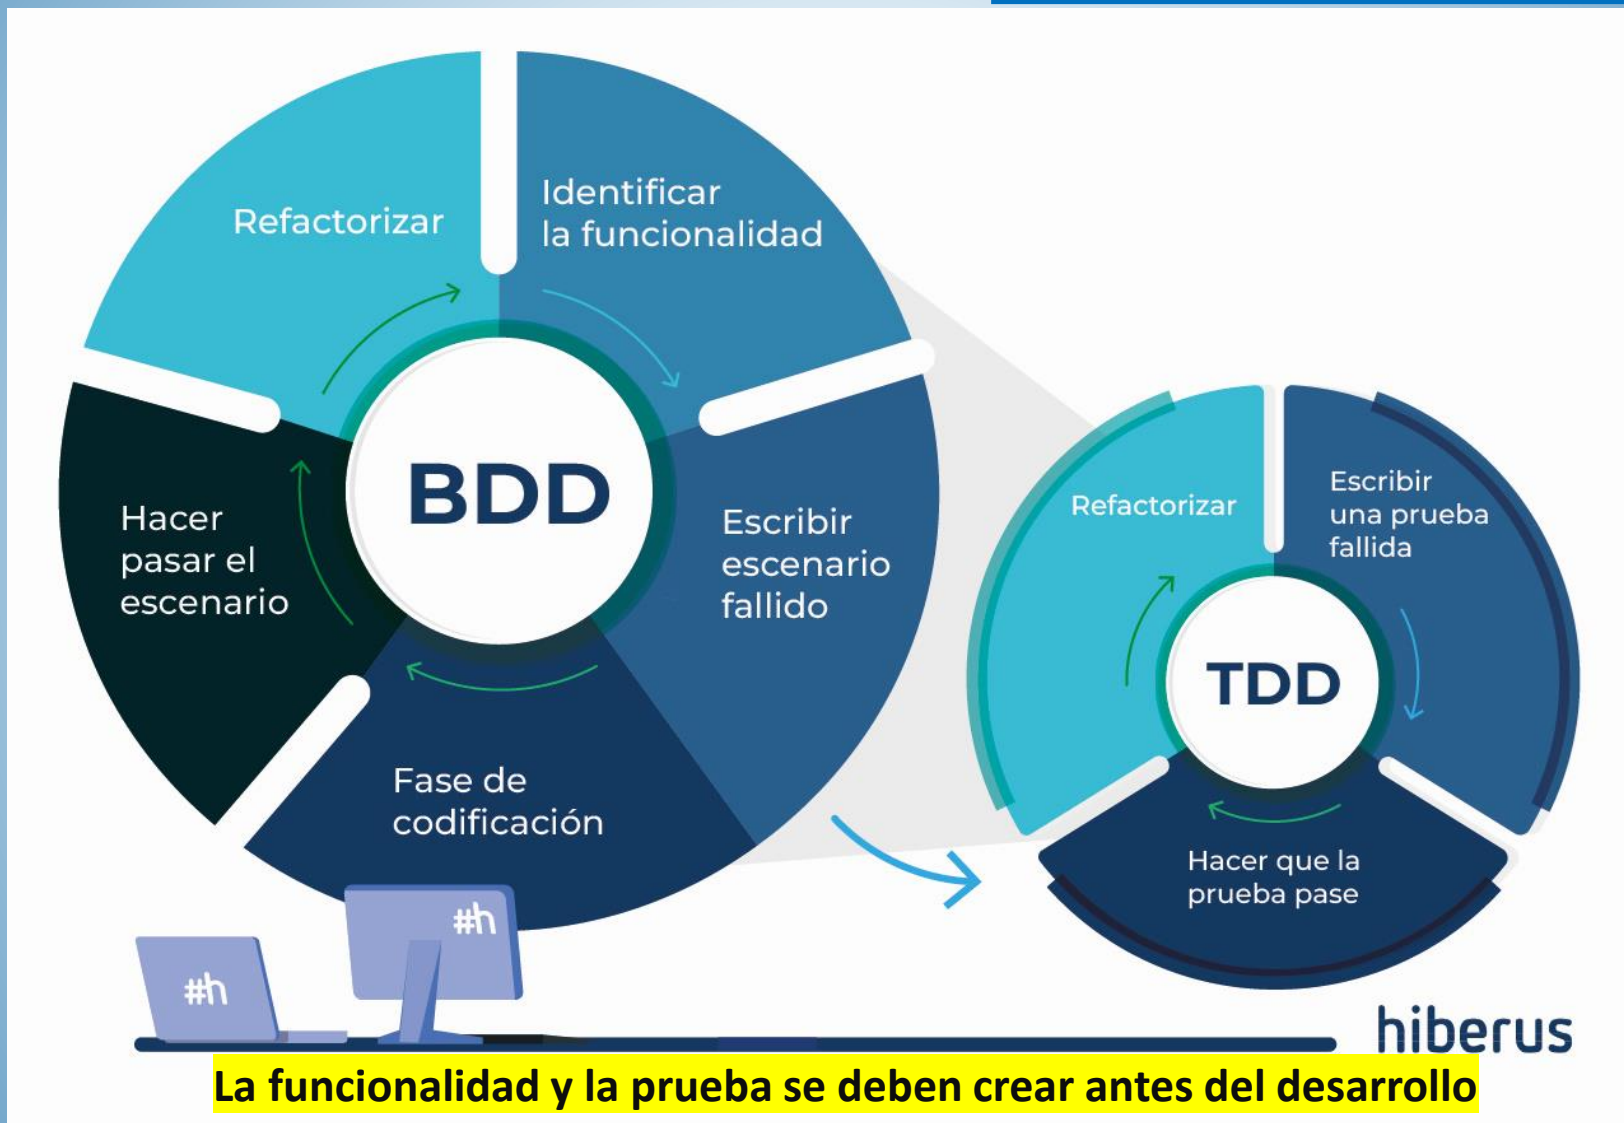 Refactorizar
Identificar
la funcionalidad
Hacer
pasar el
escenario
BDD
Escribir
escenario
fallido
Fase de
codificación
Refactorizar
Escribir
una prueba
fallida
TDD
Hacer que la
prueba pase
#h
#h
hiberus
La funcionalidad y la prueba se deben crear antes del desarrollo